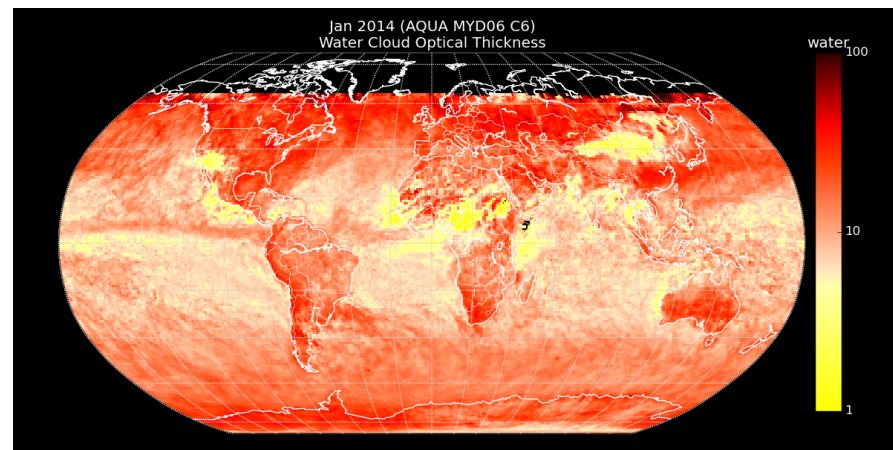 Jan 2014 (AQUA MYD06 C6)
Water Cloud Optical Thickness
water
100
10
1